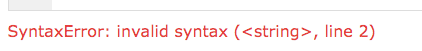 SyntaxError: invalid syntax (<string>, line 2)